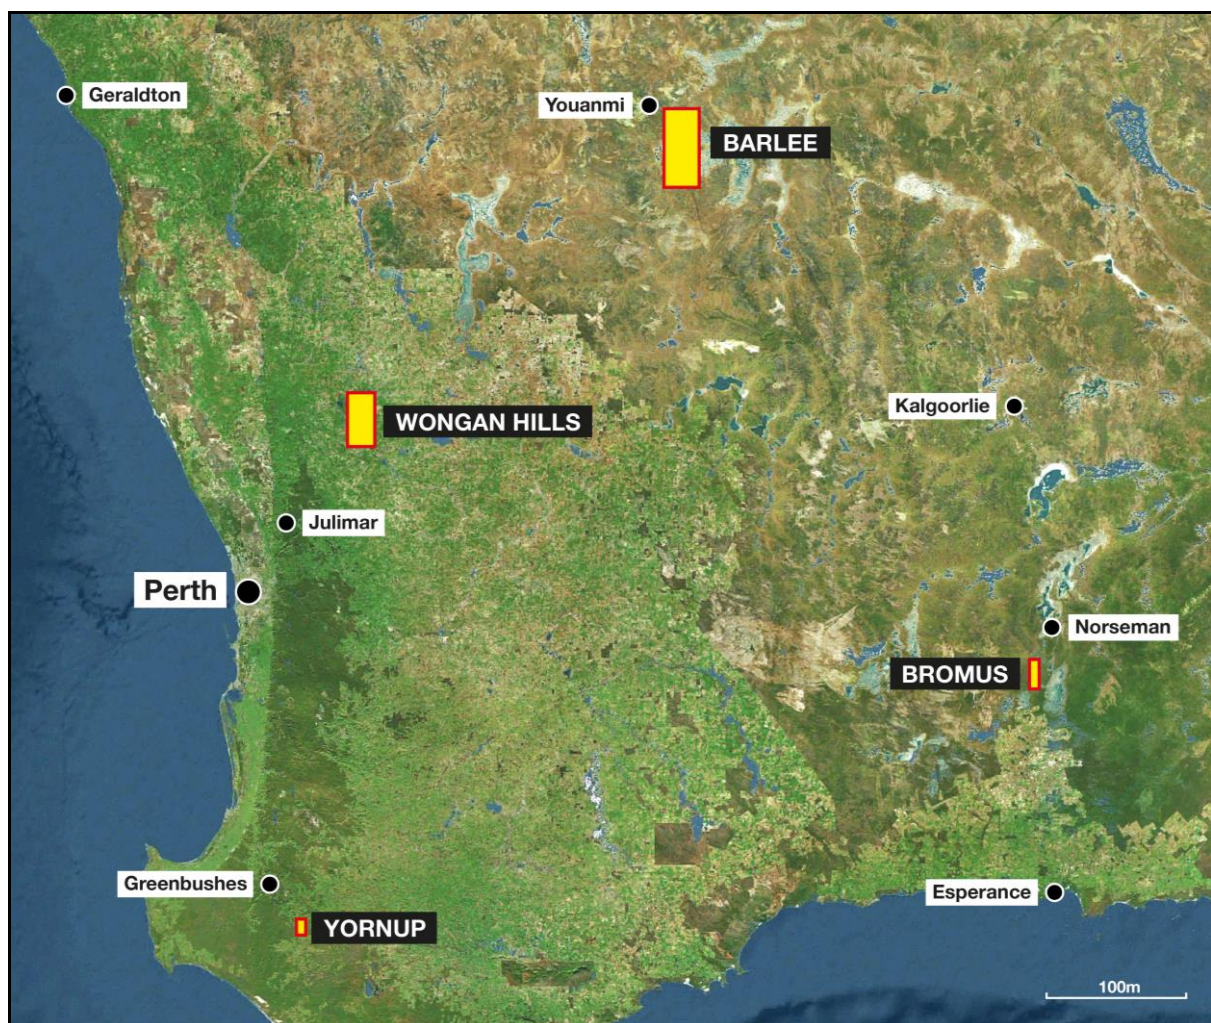 Geraldton
Youanmi
BARLEE
WONGAN HILLS
Kalgoorlie
Julimar
Perth
Norseman
BROMUS
Greenbushes
Esperance
YORNUP
100m